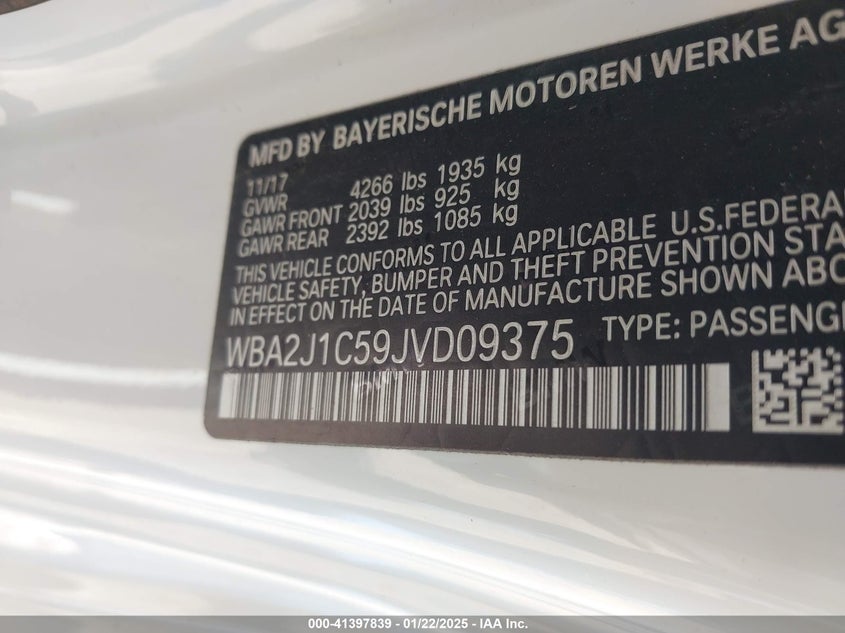 MFD BY BAYERISCHE MOTOREN WERKE AG
11/17
GVWR 4266 lbs 1935 kg
GAWR FRONT 2039 lbs 925 kg
GAWR REAR 2392 lbs 1085 kg
THIS VEHICLE CONFORMS TO ALL APPLICABLE U.S.FEDERA
VEHICLE SAFETY, BUMPER AND THEFT PREVENTION STA
IN EFFECT ON THE DATE OF MANUFACTURE SHOWN ABO
WBA2J1C59JVD09375 TYPE: PASSENGE
000-41397839 - 01/22/2025 - IAA Inc.